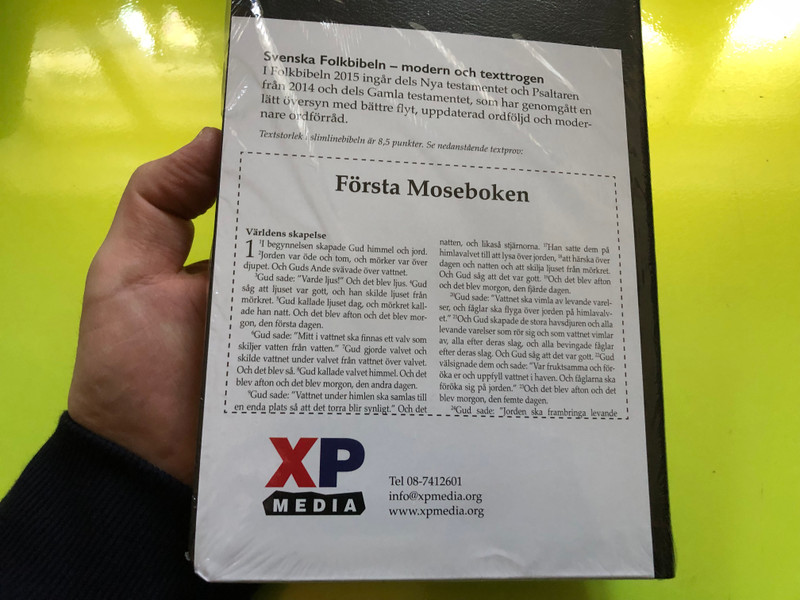 Svenska Folkbibeln – modern och texttrogen
I Folkbibeln 2015 ingår dels Nya testamentet och Psaltaren
från 2014 och dels Gamla testamentet, som har genomgått en
lätt översyn med bättre flyt, uppdaterad ordföljd och moder-
nare ordförråd.
Textstorlek i slimlinebibeln är 8,5 punkter. Se nedanstående textprov:
Första Moseboken
Världens skapelse
1 ¹I begynnelsen skapade Gud himmel och jord.
²Jorden var öde och tom, och mörker var över
djupet. Och Guds Ande svävade över vattnet.
³Gud sade: "Varde ljus!" Och det blev ljus. ⁴Gud
såg att ljuset var gott, och han skilde ljuset från
mörkret. ⁵Gud kallade ljuset dag, och mörkret kall-
ade han natt. Och det blev afton och det blev mor-
gon, den första dagen.
⁶Gud sade: "Mitt i vattnet ska finnas ett valv som
skiljer vatten från vatten." ⁷Gud gjorde valvet och
skilde vattnet under valvet från vattnet över valvet.
Och det blev så. ⁸Gud kallade valvet himmel. Och det
blev afton och det blev morgon, den andra dagen.
⁹Gud sade: "Vattnet under himlen ska samlas till
en enda plats så att det torra blir synligt." Och det
natten, och likaså stjärnorna. ¹⁷Han satte dem på
himlavalvet till att lysa över jorden, ¹⁸att härska över
dagen och natten och att skilja ljuset från mörkret.
Och Gud såg att det var gott. ¹⁹Och det blev afton
och det blev morgon, den fjärde dagen.
²⁰Gud sade: "Vattnet ska vimla av levande varel-
ser, och fåglar ska flyga över jorden på himlavalv-
et." ²¹Och Gud skapade de stora havsdjuren och alla
levande varelser som rör sig och som vattnet vimlar
av, alla efter deras slag, och alla bevingade fåglar
efter deras slag. Och Gud såg att det var gott. ²²Gud
välsignade dem och sade: "Var fruktsamma och för-
öka er och uppfyll vattnet i haven. Och fåglarna ska
föröka sig på jorden." ²³Och det blev afton och det
blev morgon, den femte dagen.
²⁴Gud sade: "Jorden ska frambringa levande
XP
MEDIA
Tel 08-7412601
info@xpmedia.org
www.xpmedia.org